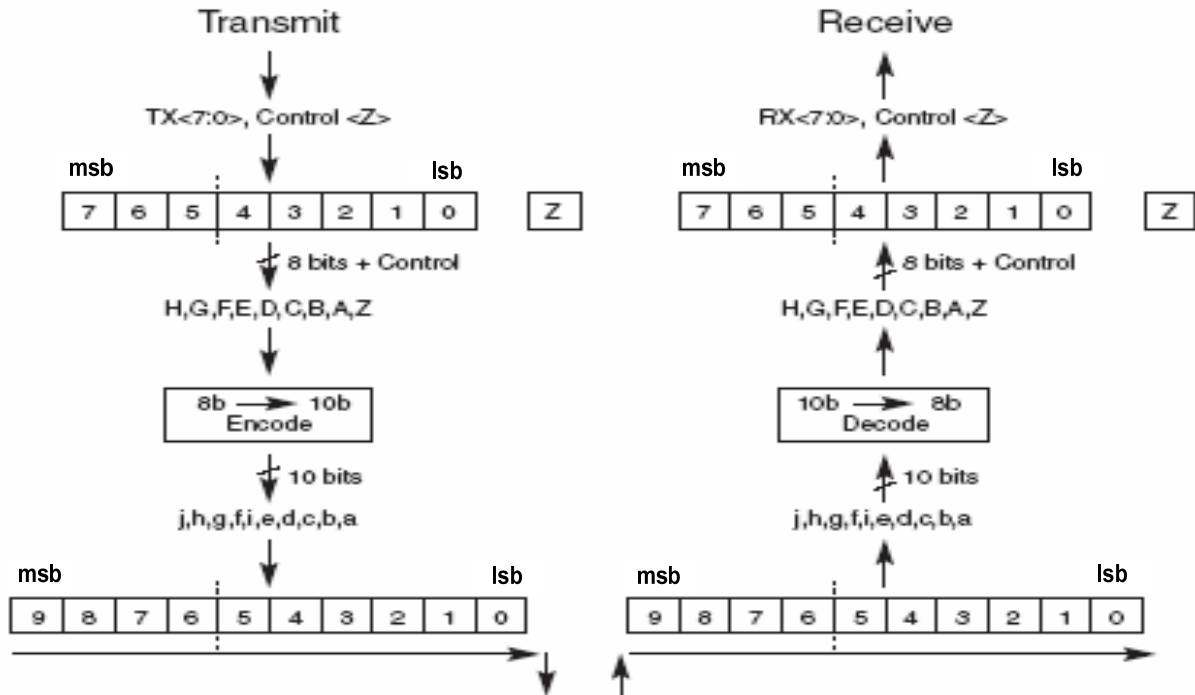 Transmit
TX<7:0>, Control <Z>
msb lsb
7 6 5 4 3 2 1 0 Z
8 bits + Control
H,G,F,E,D,C,B,A,Z
8b 10b
Encode
10 bits
j,h,g,f,i,e,d,c,b,a
msb lsb
9 8 7 6 5 4 3 2 1 0
Receive
RX<7:0>, Control <Z>
msb lsb
7 6 5 4 3 2 1 0 Z
8 bits + Control
H,G,F,E,D,C,B,A,Z
10b 8b
Decode
10 bits
j,h,g,f,i,e,d,c,b,a
msb lsb
9 8 7 6 5 4 3 2 1 0